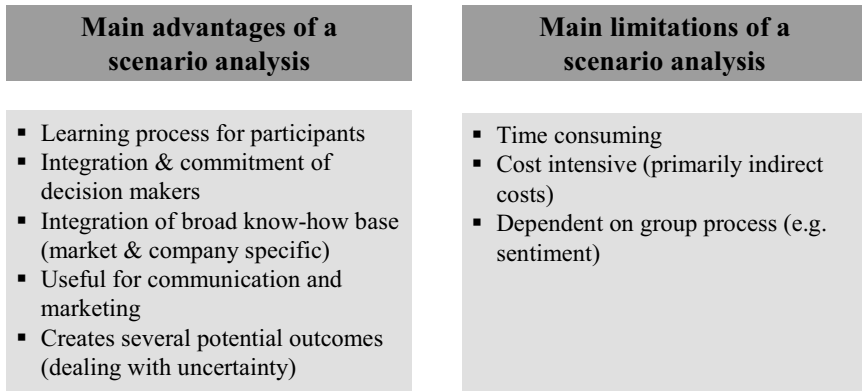 Main advantages of a
scenario analysis
▪ Learning process for participants
▪ Integration & commitment of
decision makers
▪ Integration of broad know-how base
(market & company specific)
▪ Useful for communication and
marketing
▪ Creates several potential outcomes
(dealing with uncertainty)
Main limitations of a
scenario analysis
▪ Time consuming
▪ Cost intensive (primarily indirect
costs)
▪ Dependent on group process (e.g.
sentiment)